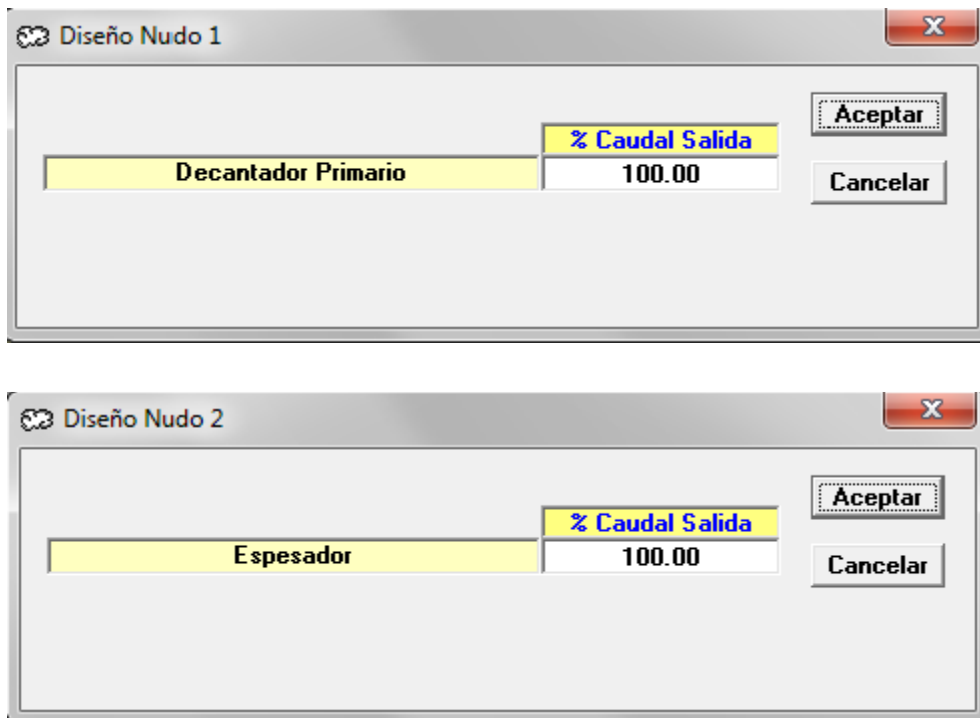 Diseño Nudo 1
Aceptar
% Caudal Salida
Decantador Primario 100.00
Cancelar
Diseño Nudo 2
Aceptar
% Caudal Salida
Espesador 100.00
Cancelar